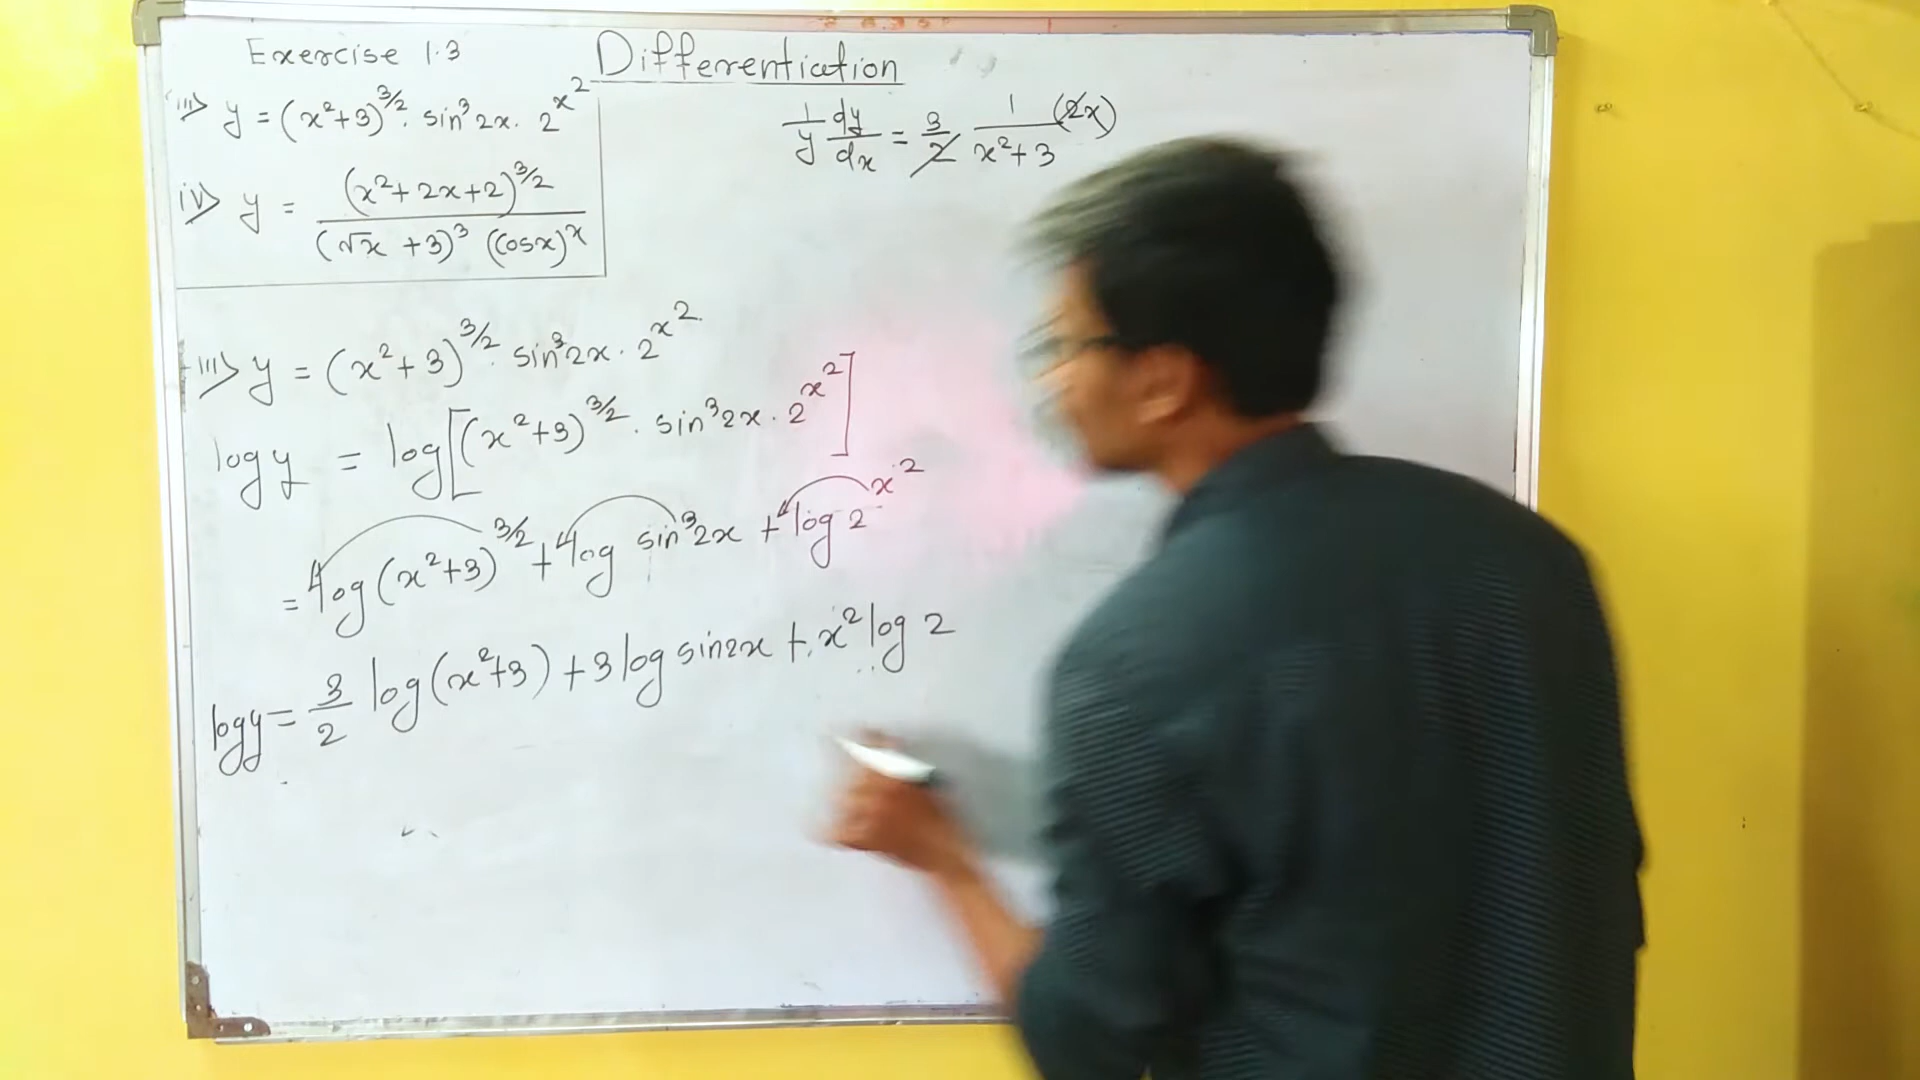 Exercise 1.3
Differentiation
iii> y = (x²+3)^3/2 . sin³2x . 2^x²
iv> y = (x²+2x+2)^3/2 / (√x +3)³ (cosx)^x
iii> y = (x²+3)^3/2 . sin³2x . 2^x²
logy = log[(x²+3)^3/2 . sin³2x . 2^x²]
= log(x²+3)^3/2 + log sin³2x + log 2^x²
logy = 3/2 log(x²+3) + 3 log sin2x + x² log 2
1/y dy/dx = 3/2 1/x²+3 (2x)